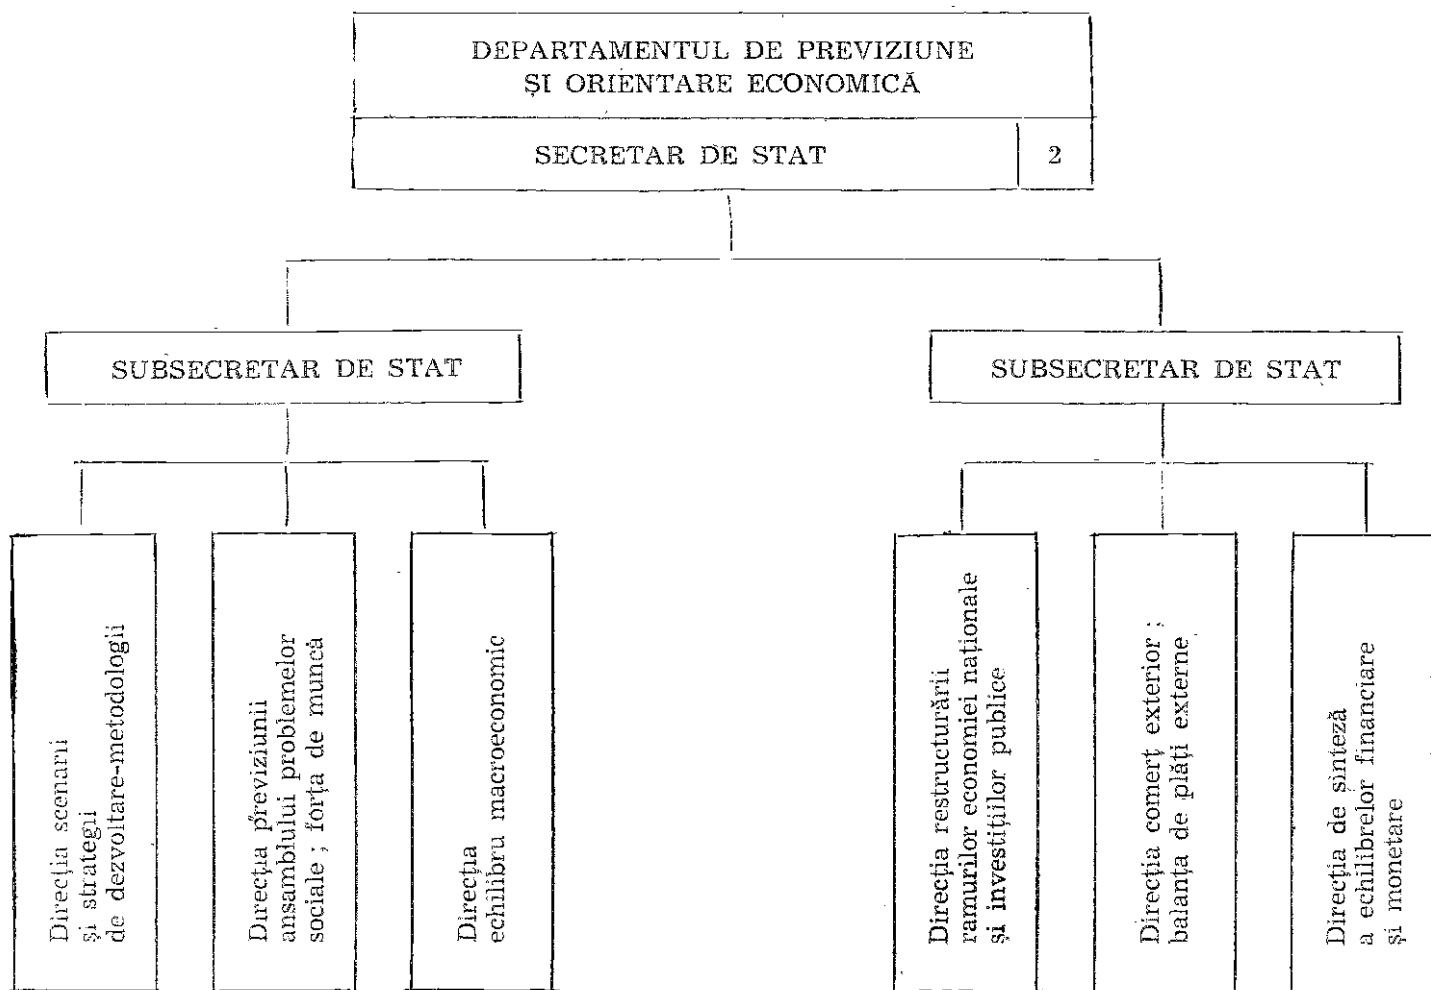 DEPARTAMENTUL DE PREVIZIUNE
ȘI ORIENTARE ECONOMICĂ
SECRETAR DE STAT 2
SUBSECRETAR DE STAT
SUBSECRETAR DE STAT
Direcția scenarii
și strategii
de dezvoltare-metodologii
Direcția previziunii
ansamblului problemelor
sociale ; forța de muncă
Direcția
echilibru macroeconomic
Direcția restructurării
ramurilor economiei naționale
și investițiilor publice
Direcția comerț exterior ;
balanța de plăți externe
Direcția de sinteză
a echilibrelor financiare
și monetare